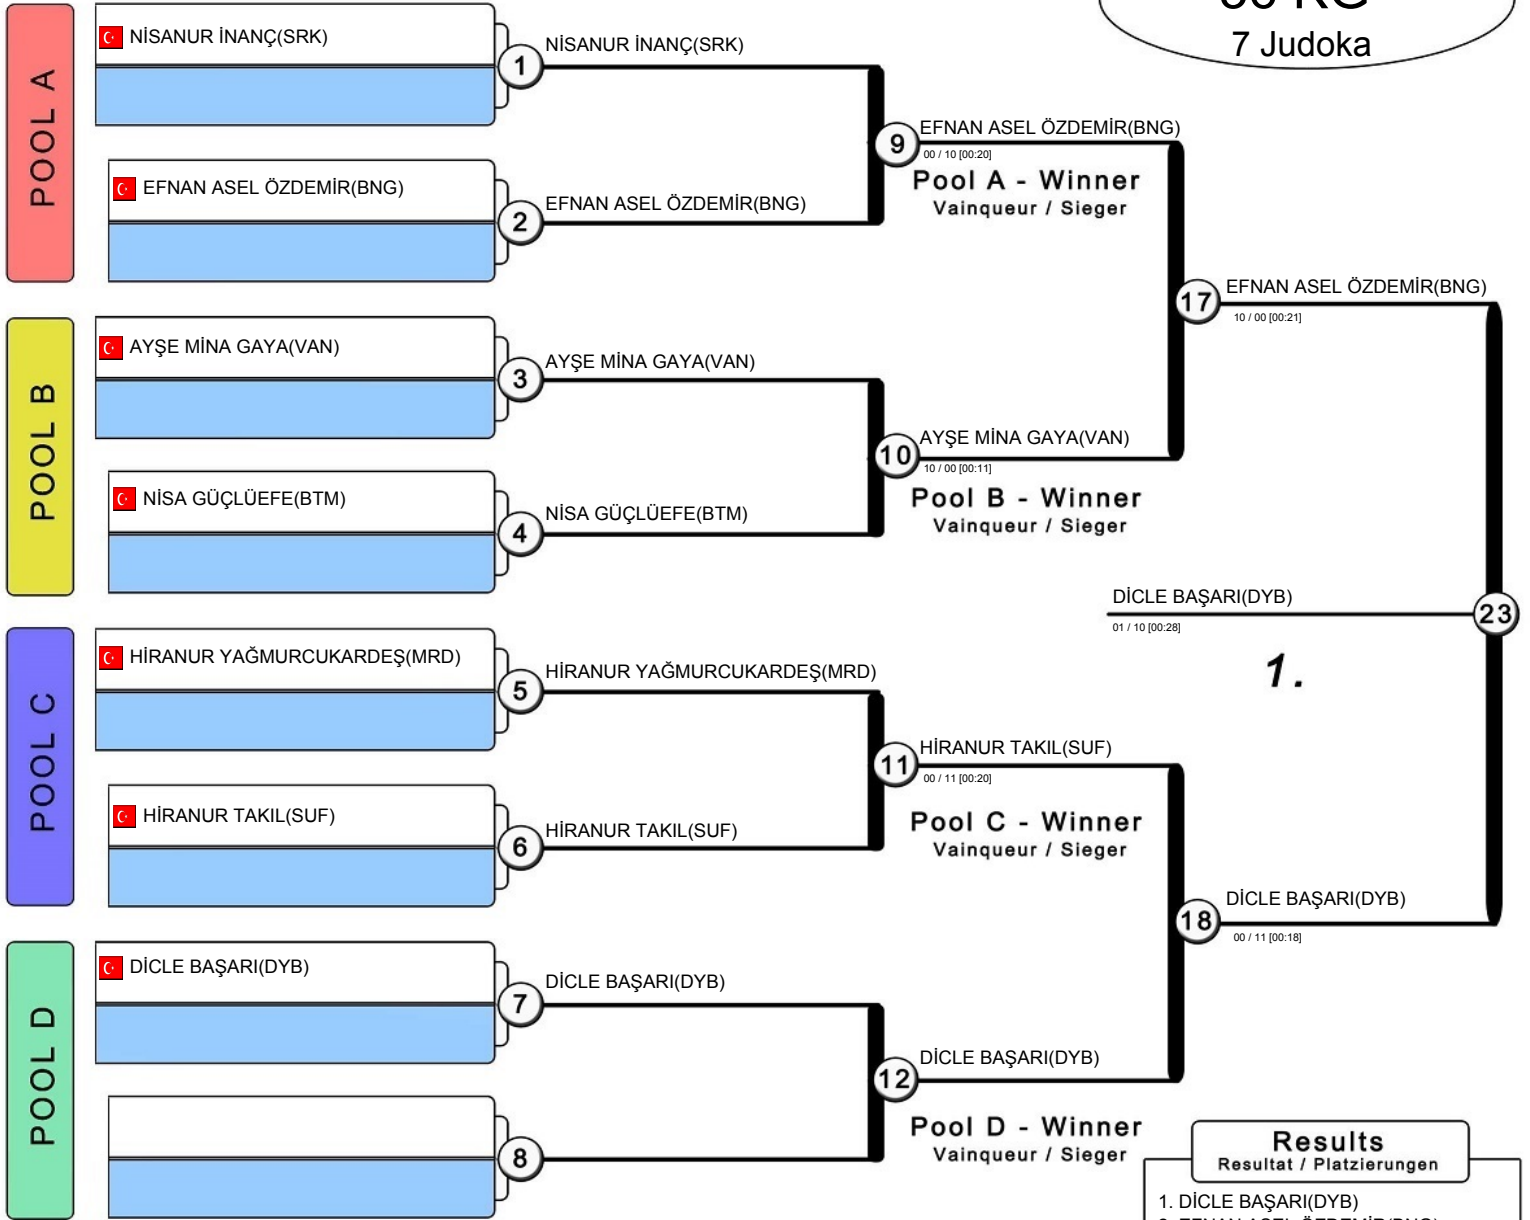 7 Judoka
POOL A
NİSANUR İNANÇ(SRK)
1
NİSANUR İNANÇ(SRK)
EFNAN ASEL ÖZDEMİR(BNG)
2
EFNAN ASEL ÖZDEMİR(BNG)
9
EFNAN ASEL ÖZDEMİR(BNG)
00 / 10 [00:20]
Pool A - Winner
Vainqueur / Sieger
17
EFNAN ASEL ÖZDEMİR(BNG)
10 / 00 [00:21]
POOL B
AYŞE MİNA GAYA(VAN)
3
AYŞE MİNA GAYA(VAN)
NİSA GÜÇLÜEFE(BTM)
4
NİSA GÜÇLÜEFE(BTM)
10
AYŞE MİNA GAYA(VAN)
10 / 00 [00:11]
Pool B - Winner
Vainqueur / Sieger
DİCLE BAŞARI(DYB)
01 / 10 [00:28]
23
1.
POOL C
HİRANUR YAĞMURCUKARDEŞ(MRD)
5
HİRANUR YAĞMURCUKARDEŞ(MRD)
HİRANUR TAKIL(SUF)
6
HİRANUR TAKIL(SUF)
11
HİRANUR TAKIL(SUF)
00 / 11 [00:20]
Pool C - Winner
Vainqueur / Sieger
18
DİCLE BAŞARI(DYB)
00 / 11 [00:18]
POOL D
DİCLE BAŞARI(DYB)
7
DİCLE BAŞARI(DYB)
8
12
DİCLE BAŞARI(DYB)
Pool D - Winner
Vainqueur / Sieger
Results
Resultat / Platzierungen
1. DİCLE BAŞARI(DYB)